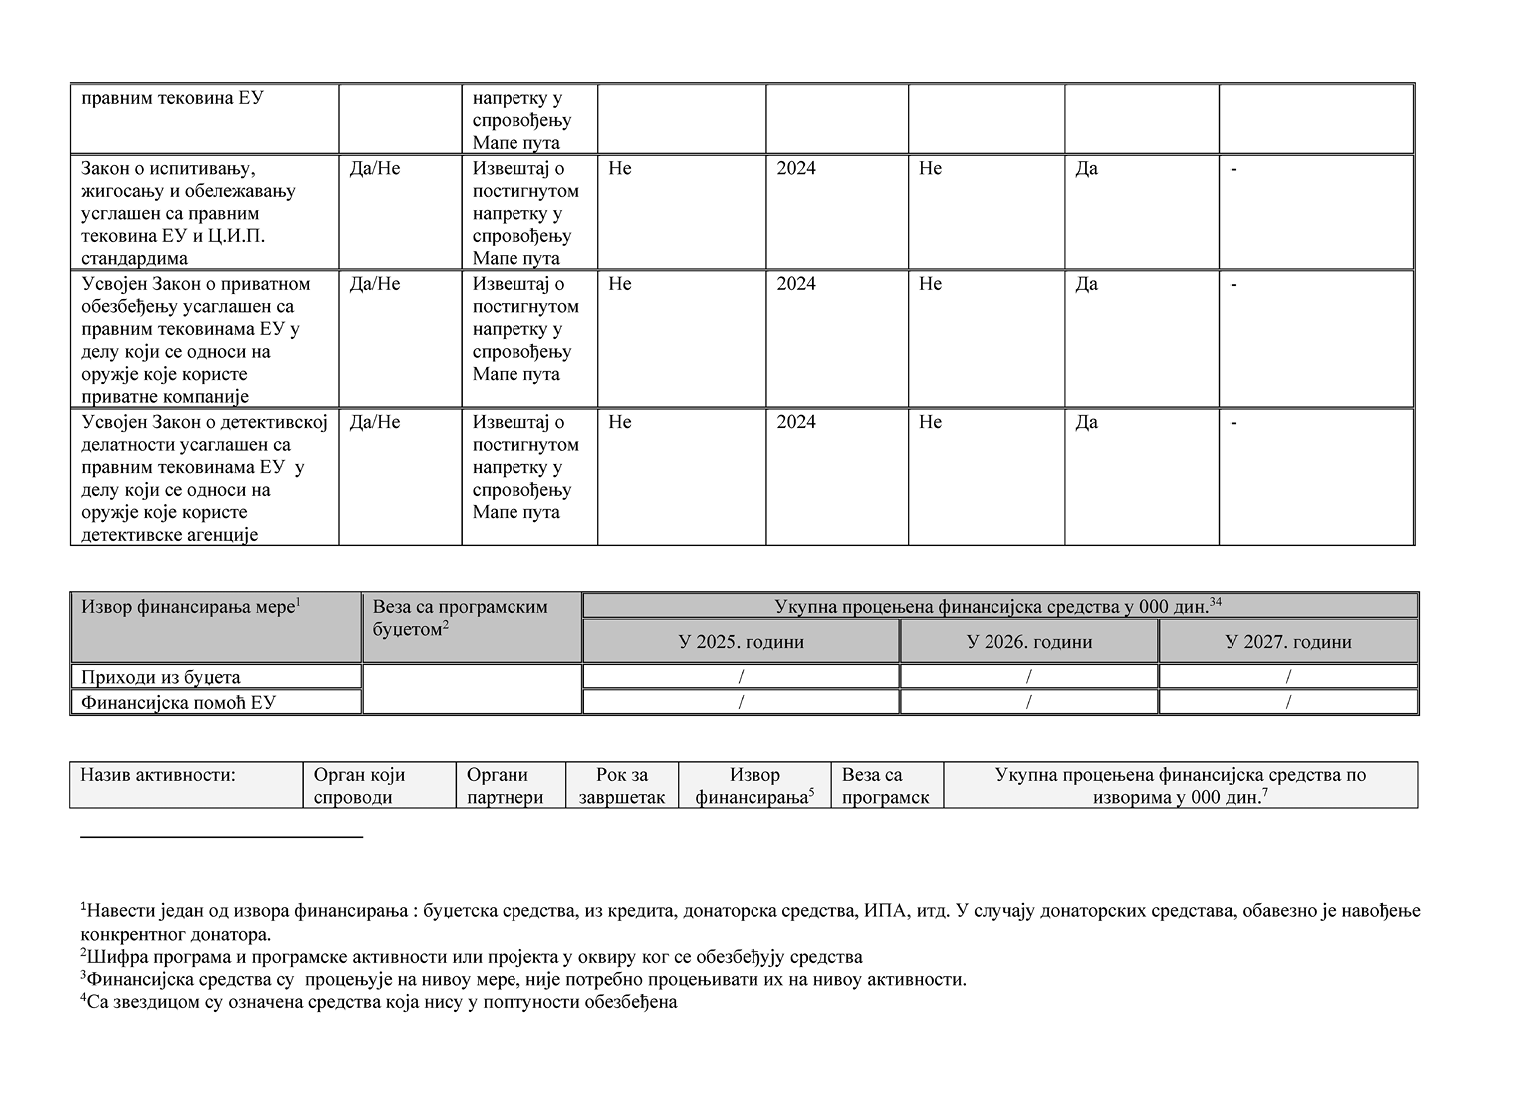 правним тековина ЕУ
напретку у
спровођењу
Мапе пута
Закон о испитивању,
жигосању и обележавању
усглашен са правним
тековина ЕУ и Ц.И.П.
стандардима
Да/Не
Извештај о
постигнутом
напретку у
спровођењу
Мапе пута
Не
2024
Не
Да
-
Усвојен Закон о приватном
обезбеђењу усаглашен са
правним тековинама ЕУ у
делу који се односи на
оружје које користе
приватне компаније
Да/Не
Извештај о
постигнутом
напретку у
спровођењу
Мапе пута
Не
2024
Не
Да
-
Усвојен Закон о детективској
делатности усаглашен са
правним тековинама ЕУ  у
делу који се односи на
оружје које користе
детективске агенције
Да/Не
Извештај о
постигнутом
напретку у
спровођењу
Мапе пута
Не
2024
Не
Да
-
Извор финансирања мере¹
Веза са програмским
буџетом²
Укупна процењена финансијска средства у 000 дин.³⁴
У 2025. години
У 2026. години
У 2027. години
Приходи из буџета
/
/
/
Финансијска помоћ ЕУ
/
/
/
Назив активности:
Орган који
спроводи
Органи
партнери
Рок за
завршетак
Извор
финансирања⁵
Веза са
програмск
Укупна процењена финансијска средства по
изворима у 000 дин.⁷
¹Навести један од извора финансирања : буџетска средства, из кредита, донаторска средства, ИПА, итд. У случају донаторских средстава, обавезно је навођење
конкретног донатора.
²Шифра програма и програмске активности или пројекта у оквиру ког се обезбеђују средства
³Финансијска средства су  процењује на нивоу мере, није потребно процењивати их на нивоу активности.
⁴Са звездицом су означена средства која нису у поптуности обезбеђена